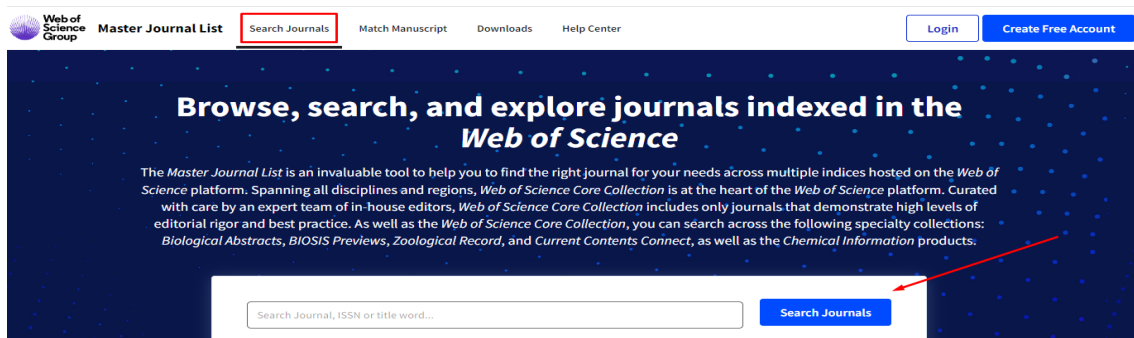 Web of
Science
Group
Master Journal List
Search Journals
Match Manuscript
Downloads
Help Center
Login
Create Free Account
Browse, search, and explore journals indexed in the
Web of Science
The Master Journal List is an invaluable tool to help you to find the right journal for your needs across multiple indices hosted on the Web of
Science platform. Spanning all disciplines and regions, Web of Science Core Collection is at the heart of the Web of Science platform. Curated
with care by an expert team of in-house editors, Web of Science Core Collection includes only journals that demonstrate high levels of
editorial rigor and best practice. As well as the Web of Science Core Collection, you can search across the following specialty collections:
Biological Abstracts, BIOSIS Previews, Zoological Record, and Current Contents Connect, as well as the Chemical Information products.
Search Journal, ISSN or title word...
Search Journals